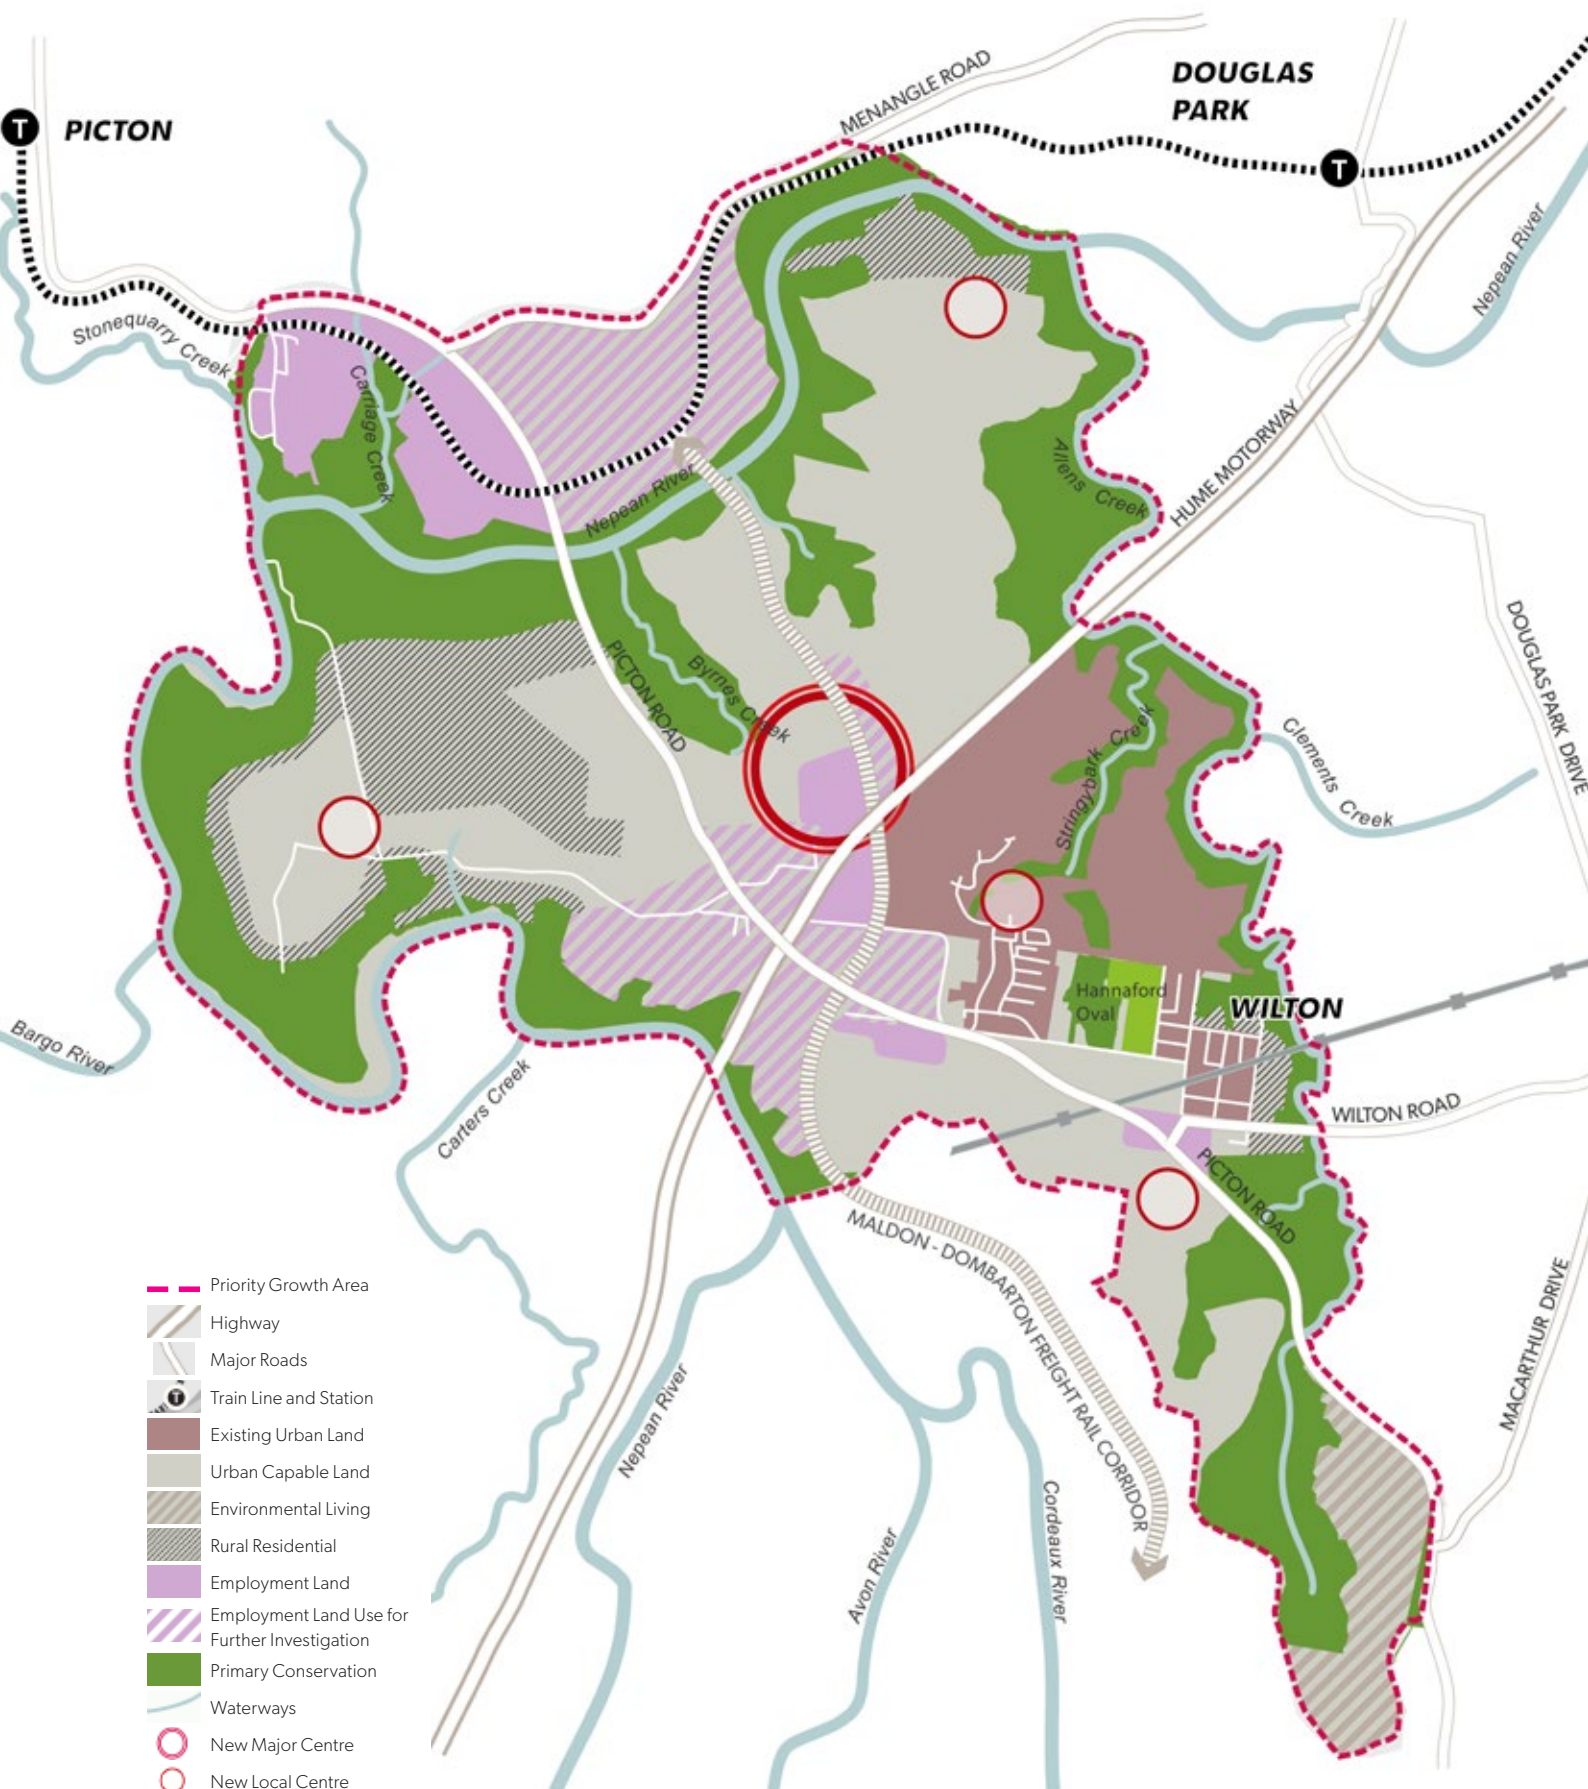 MENANGLE ROAD
DOUGLAS
PARK
T
PICTON
T
Nepean River
Stonequarry Creek
Carriage Creek
HUME MOTORWAY
Allens Creek
Nepean River
DOUGLAS PARK DRIVE
PICTON ROAD
Byrnes Creek
Stringybark Creek
Clements Creek
Hannaford
Oval
WILTON
Bargo River
Carters Creek
WILTON ROAD
PICTON ROAD
MALDON - DOMBARTON FREIGHT RAIL CORRIDOR
MACARTHUR DRIVE
Nepean River
Avon River
Cordeaux River
Priority Growth Area
Highway
Major Roads
T
Train Line and Station
Existing Urban Land
Urban Capable Land
Environmental Living
Rural Residential
Employment Land
Employment Land Use for
Further Investigation
Primary Conservation
Waterways
New Major Centre
New Local Centre